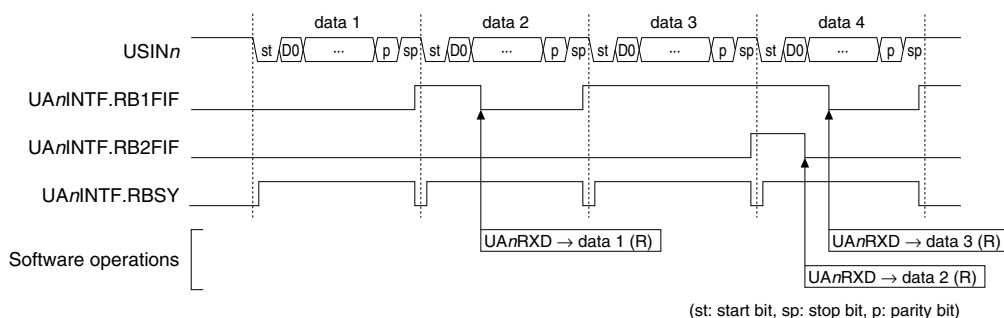 data 1 data 2 data 3 data 4
USINn st D0 ... p sp st D0 ... p sp st D0 ... p sp st D0 ... p sp
UAnINTF.RB1FIF
UAnINTF.RB2FIF
UAnINTF.RBSY
Software operations
UAnRXD → data 1 (R) UAnRXD → data 3 (R)
UAnRXD → data 2 (R)
(st: start bit, sp: stop bit, p: parity bit)